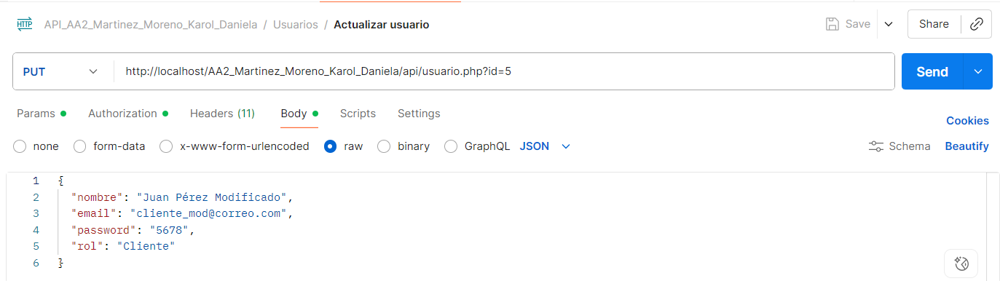 HTTP API_AA2_Martinez_Moreno_Karol_Daniela / Usuarios / Actualizar usuario Save Share
PUT http://localhost/AA2_Martinez_Moreno_Karol_Daniela/api/usuario.php?id=5 Send
Params Authorization Headers (11) Body Scripts Settings Cookies
none form-data x-www-form-urlencoded raw binary GraphQL JSON Schema Beautify
1 {
2 "nombre": "Juan Pérez Modificado",
3 "email": "cliente_mod@correo.com",
4 "password": "5678",
5 "rol": "Cliente"
6 }